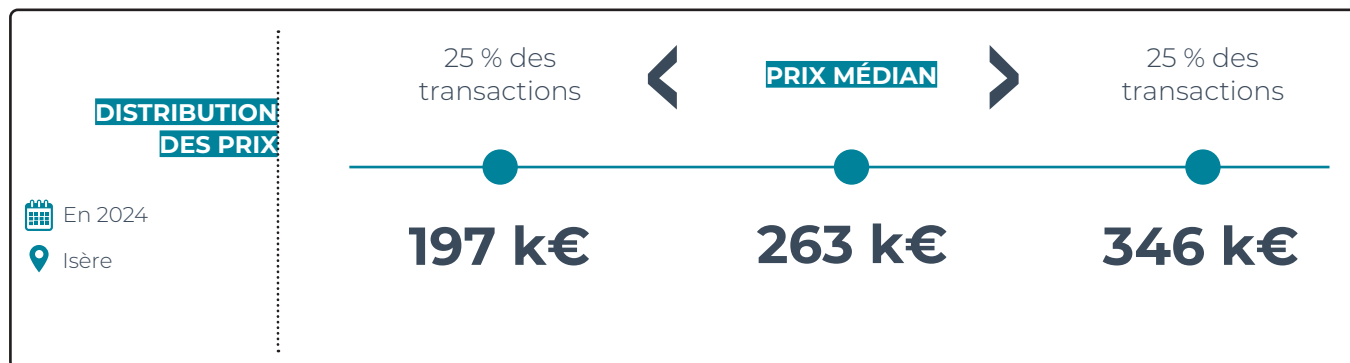 DISTRIBUTION
DES PRIX
En 2024
Isère
25 % des
transactions
<
PRIX MÉDIAN
>
25 % des
transactions
197 k€
263 k€
346 k€